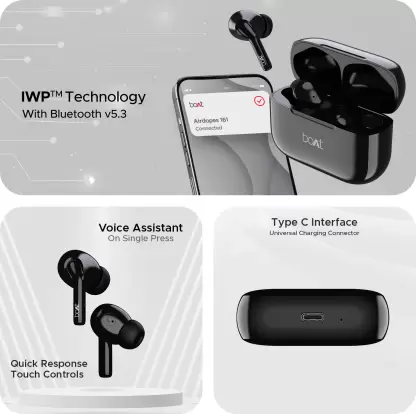 IWP™ Technology
With Bluetooth v5.3
boAt
Airdopes 161
Connected
boAt
boAt
Voice Assistant
On Single Press
boAt
Quick Response
Touch Controls
Type C Interface
Universal Charging Connector